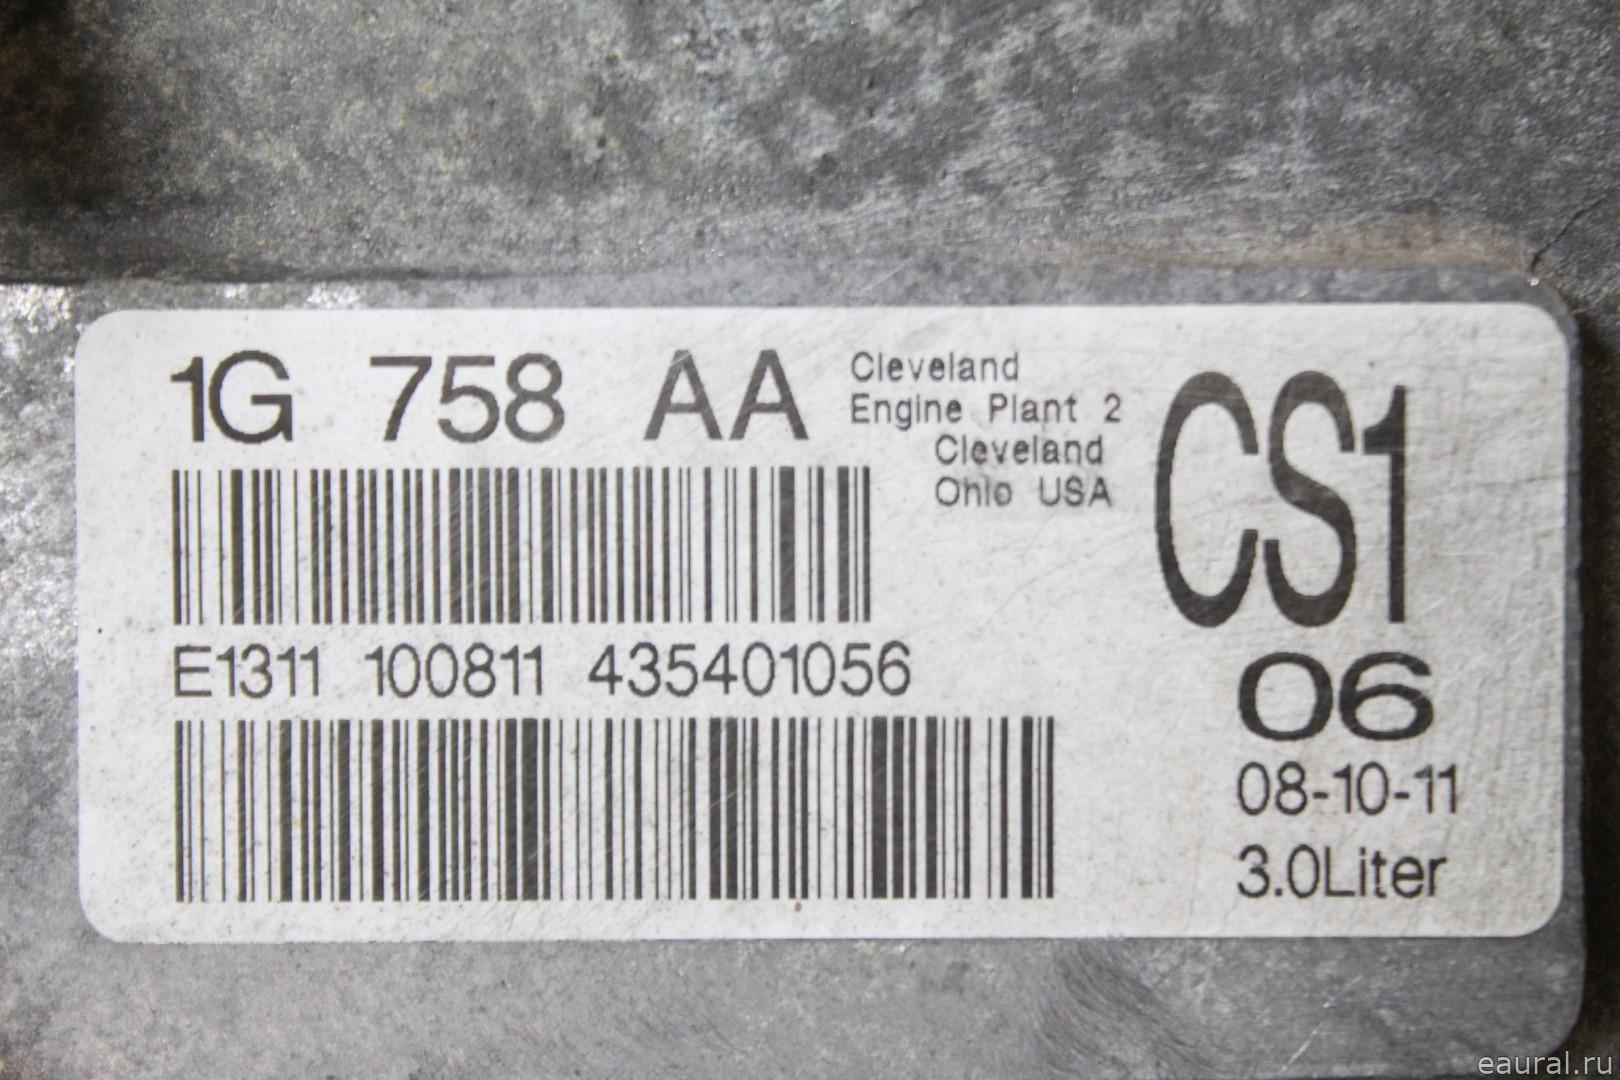 1G 758 AA
Cleveland
Engine Plant 2
Cleveland
Ohio USA
CS1
E1311 100811 435401056
06
08-10-11
3.0Liter
eaural.ru